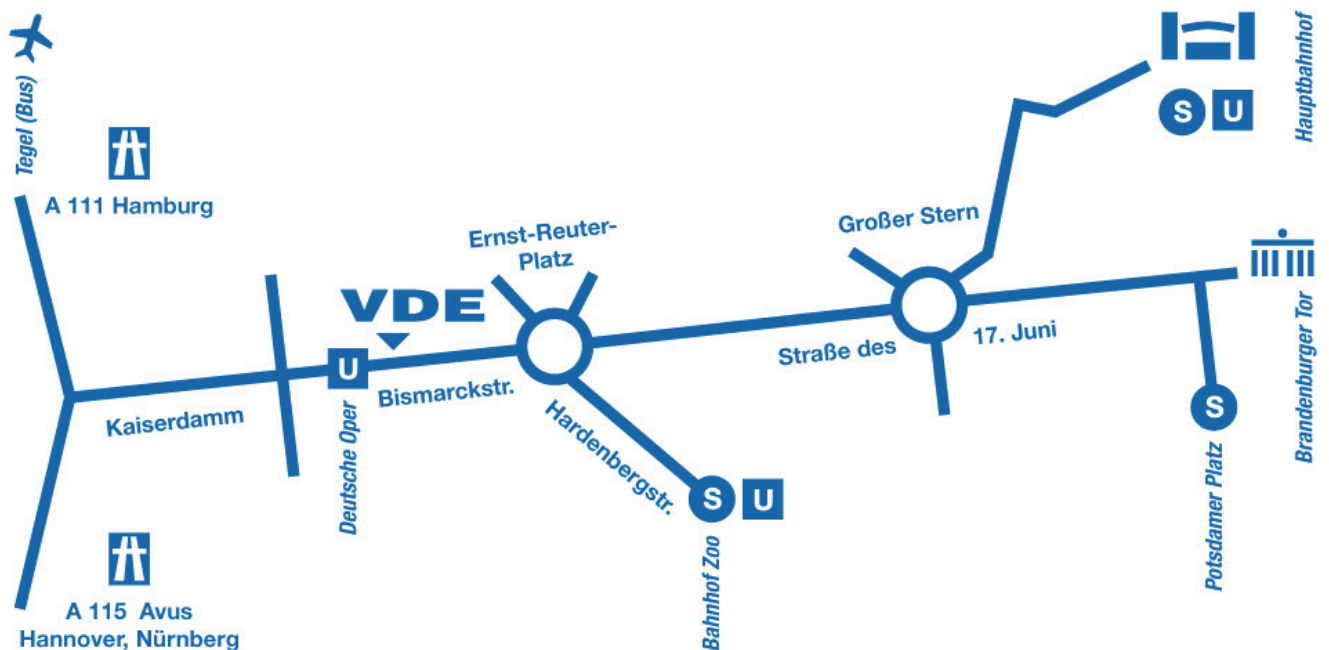 Tegel (Bus)
A 111 Hamburg
Kaiserdamm
A 115 Avus
Hannover, Nürnberg
VDE
U
Deutsche Oper
Bismarckstr.
Ernst-Reuter-
Platz
Hardenbergstr.
S U
Bahnhof Zoo
Großer Stern
Straße des
17. Juni
S U
Hauptbahnhof
Brandenburger Tor
S
Potsdamer Platz